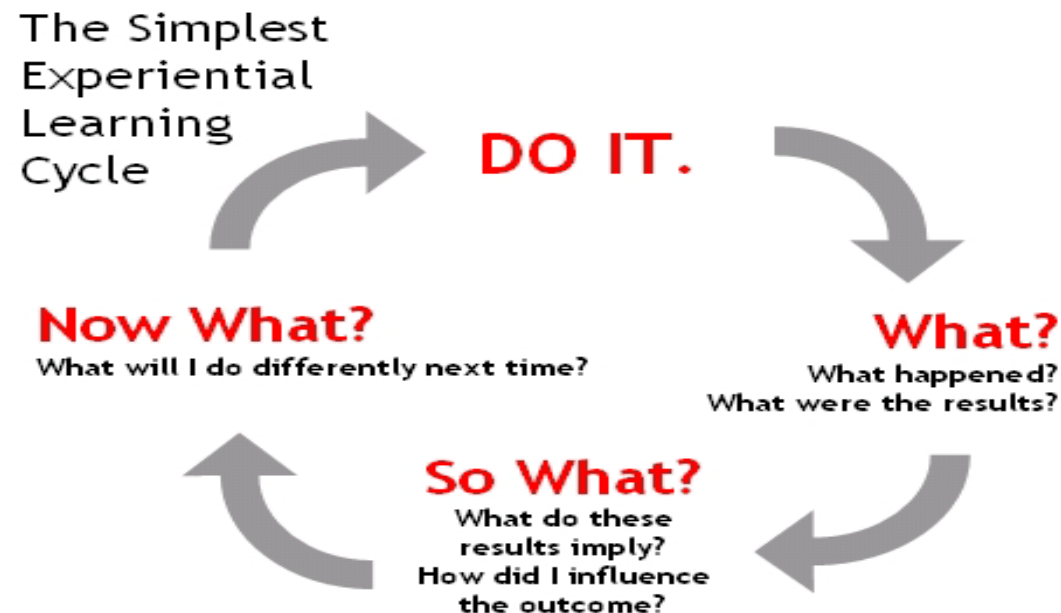 The Simplest
Experiential
Learning
Cycle
DO IT.
What?
What happened?
What were the results?
So What?
What do these
results imply?
How did I influence
the outcome?
Now What?
What will I do differently next time?